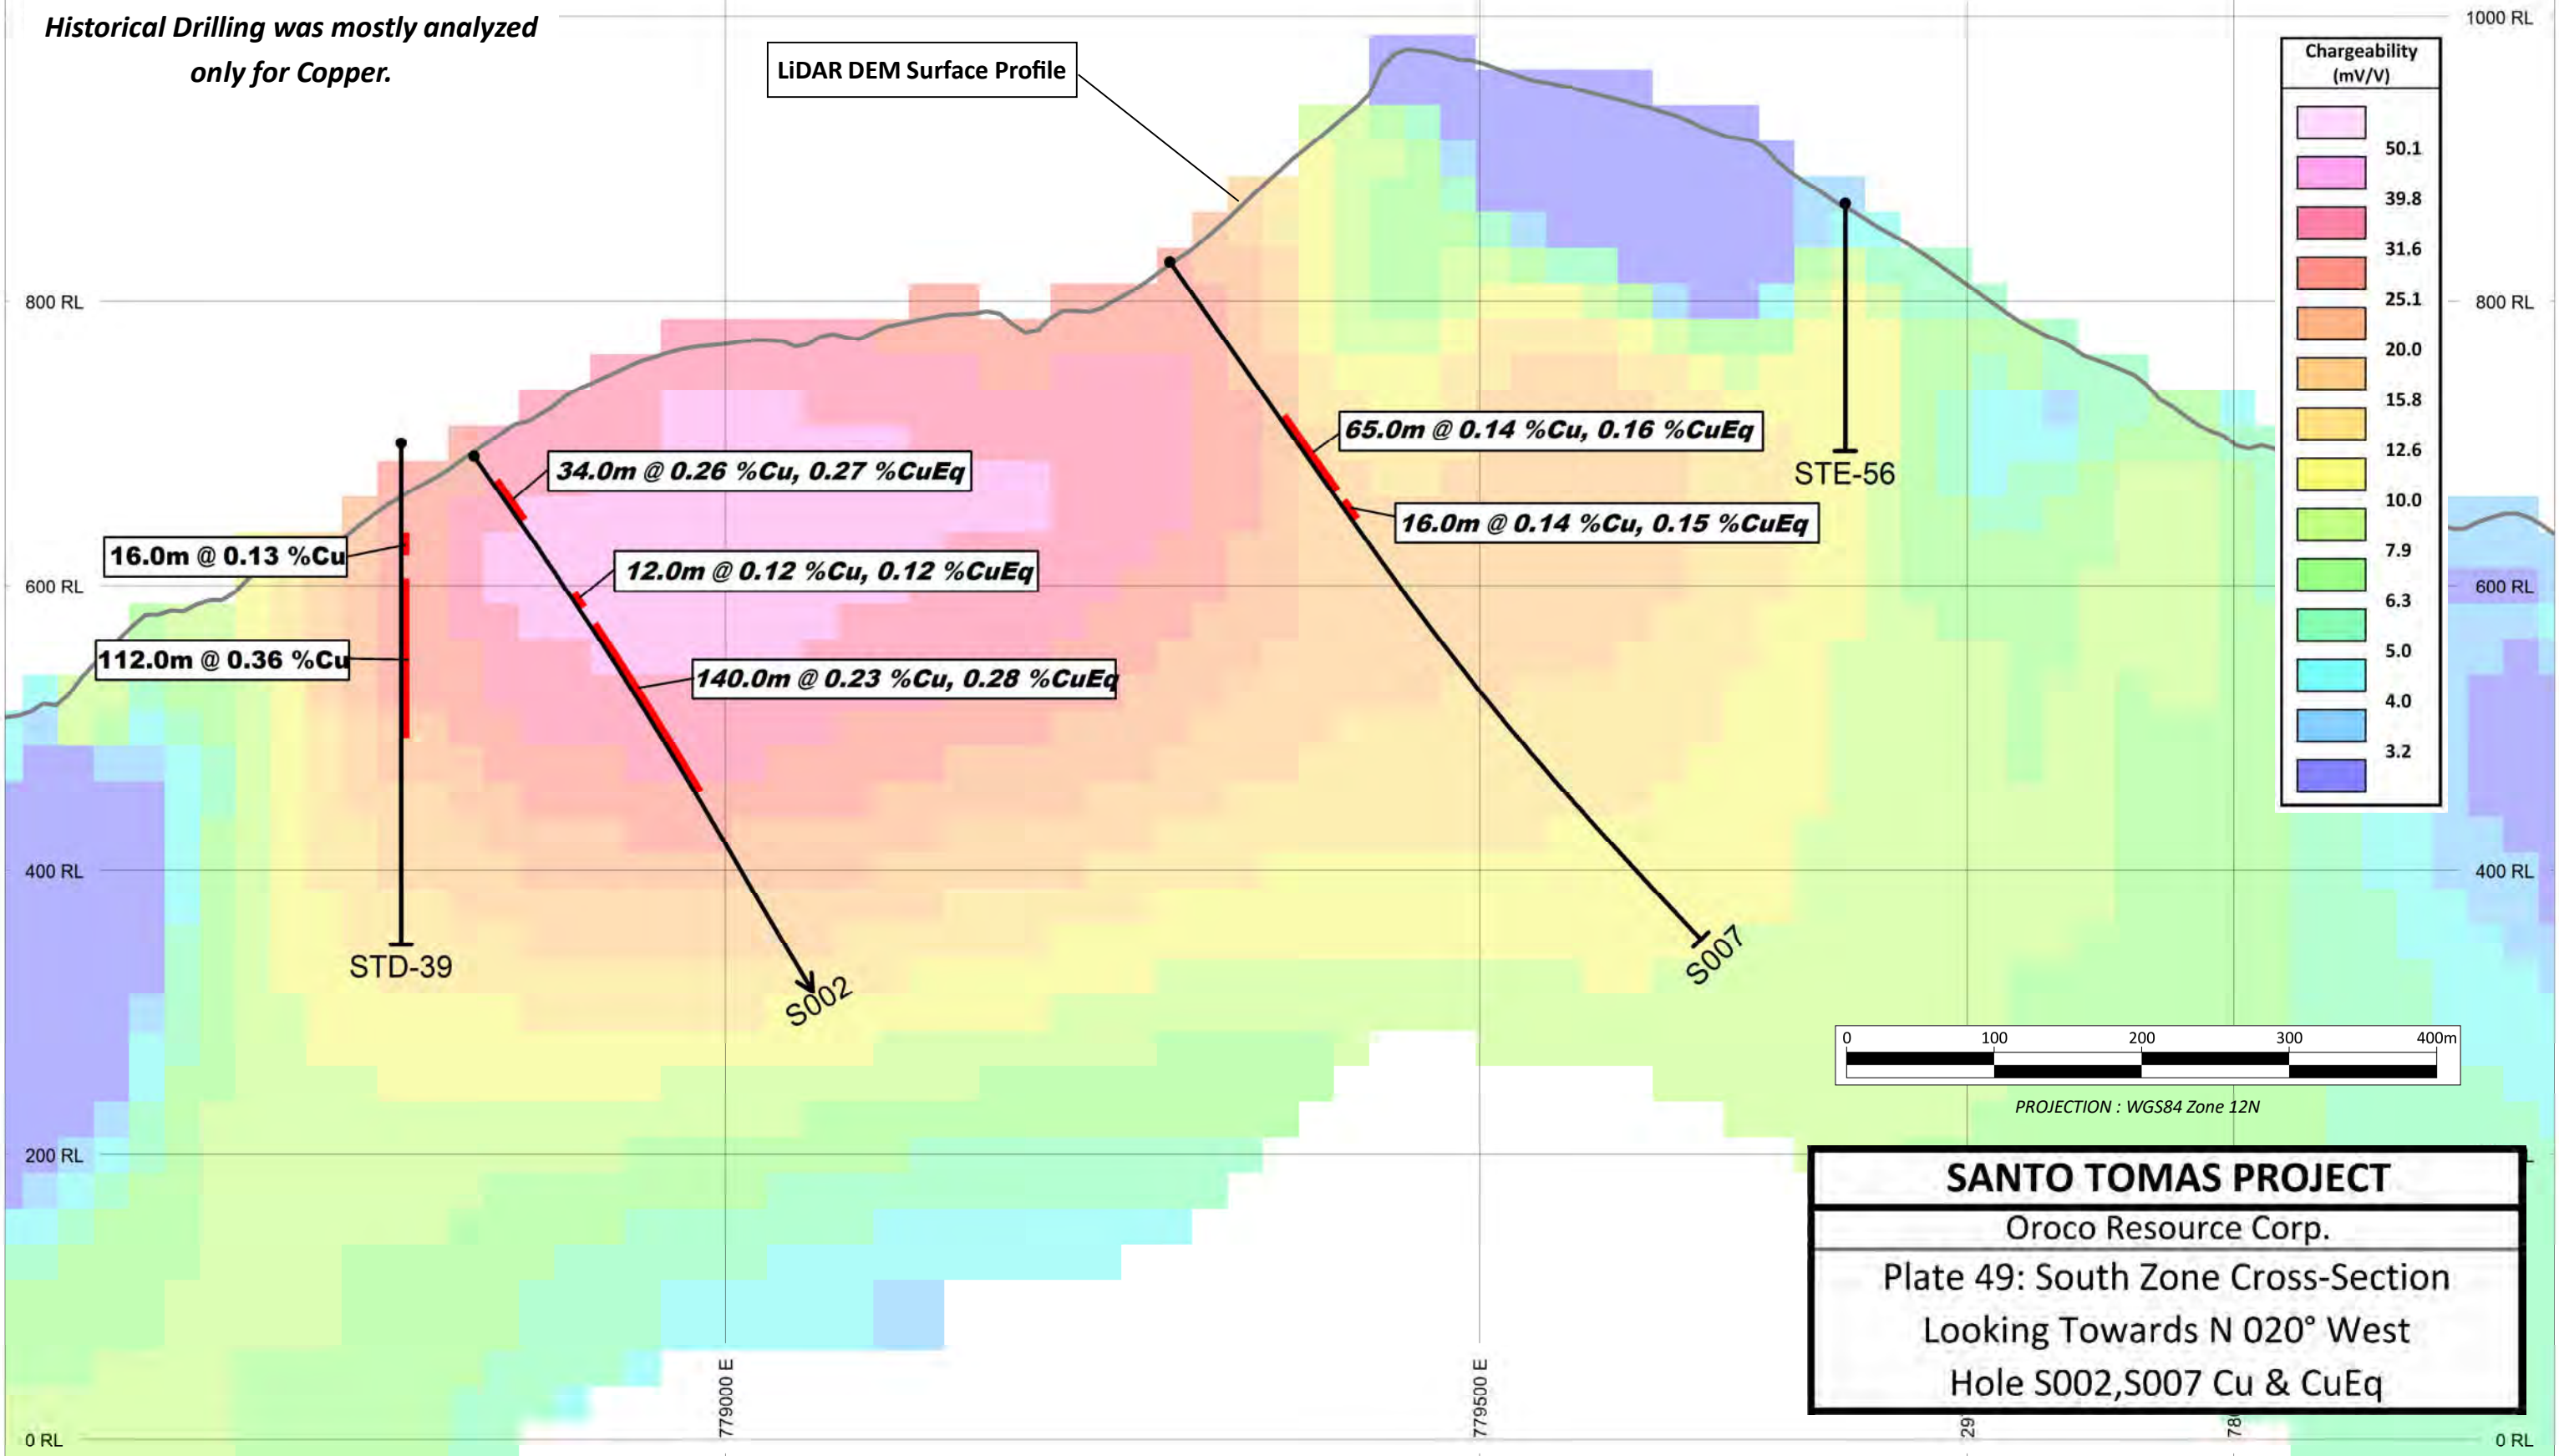 Historical Drilling was mostly analyzed
only for Copper.
LiDAR DEM Surface Profile
1000 RL
Chargeability
(mV/V)
50.1
39.8
31.6
25.1
20.0
15.8
12.6
10.0
7.9
6.3
5.0
4.0
3.2
800 RL
800 RL
65.0m @ 0.14 %Cu, 0.16 %CuEq
34.0m @ 0.26 %Cu, 0.27 %CuEq
STE-56
16.0m @ 0.14 %Cu, 0.15 %CuEq
16.0m @ 0.13 %Cu
12.0m @ 0.12 %Cu, 0.12 %CuEq
600 RL
600 RL
112.0m @ 0.36 %Cu
140.0m @ 0.23 %Cu, 0.28 %CuEq
400 RL
400 RL
STD-39
S002
S007
0 100 200 300 400m
PROJECTION : WGS84 Zone 12N
200 RL
SANTO TOMAS PROJECT
Oroco Resource Corp.
Plate 49: South Zone Cross-Section
Looking Towards N 020° West
Hole S002,S007 Cu & CuEq
779000 E
779500 E
0 RL
0 RL